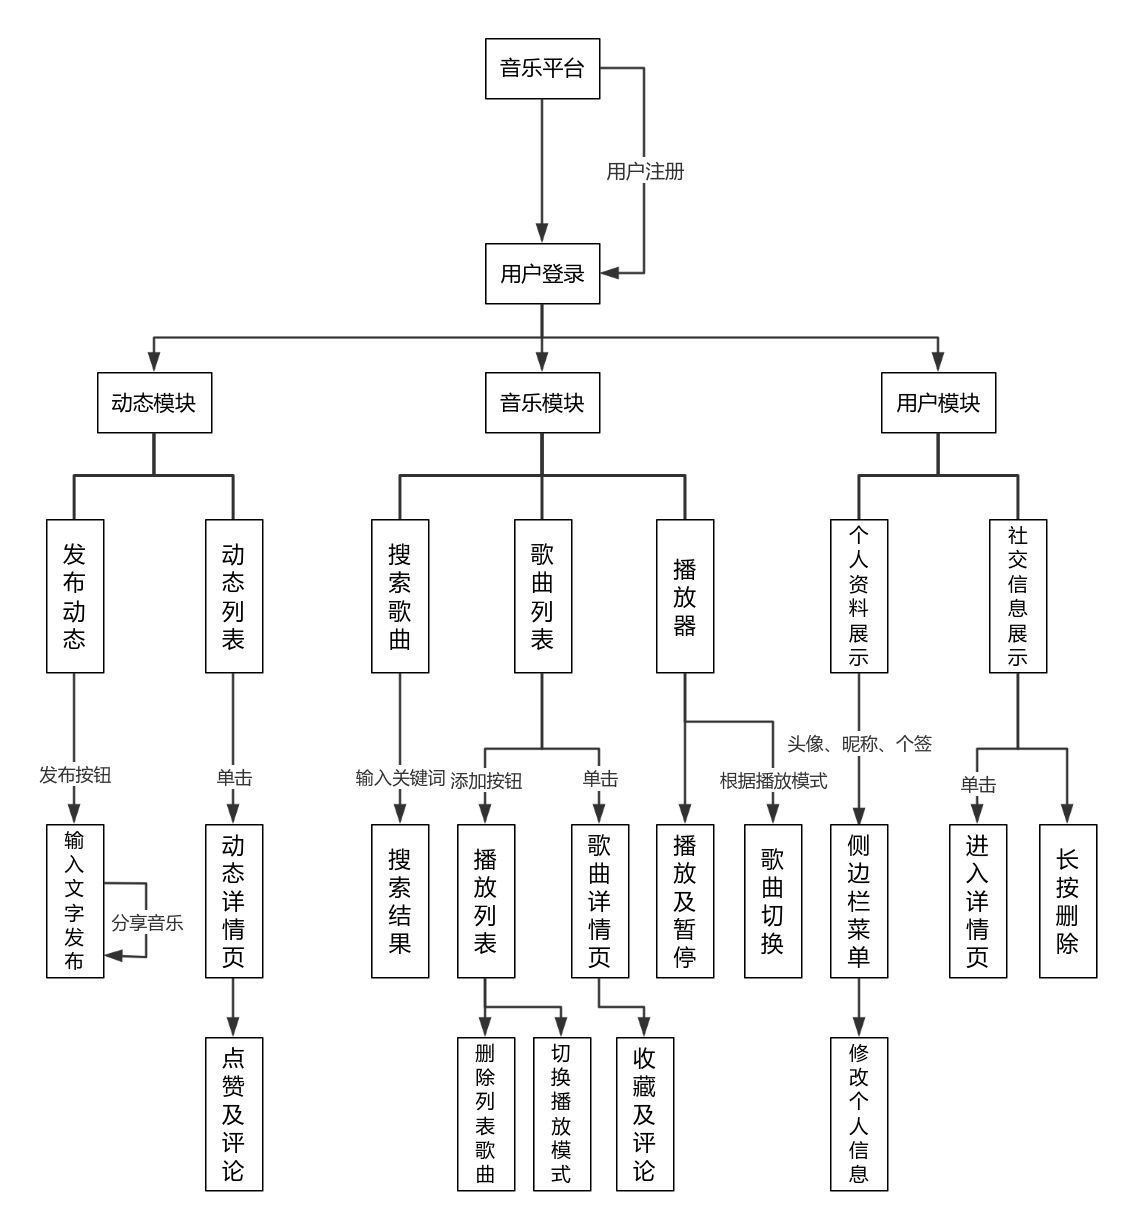 音乐平台
用户注册
用户登录
动态模块
音乐模块
用户模块
发布动态
动态列表
搜索歌曲
歌曲列表
播放器
个人资料展示
社交信息展示
头像、昵称、个签
发布按钮
单击
输入关键词
添加按钮
单击
根据播放模式
单击
输入文字发布
分享音乐
动态详情页
搜索结果
播放列表
歌曲详情页
播放及暂停
歌曲切换
侧边栏菜单
进入详情页
长按删除
点赞及评论
删除列表歌曲
切换播放模式
收藏及评论
修改个人信息